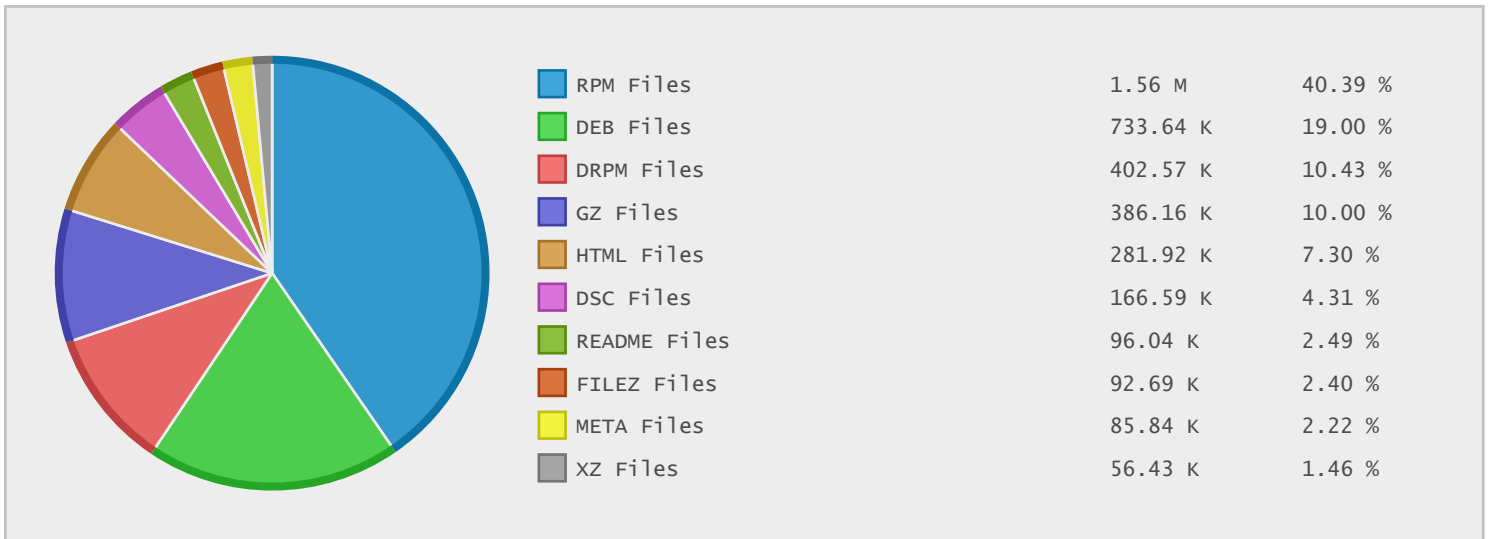 RPM Files 1.56 M 40.39 %
DEB Files 733.64 K 19.00 %
DRPM Files 402.57 K 10.43 %
GZ Files 386.16 K 10.00 %
HTML Files 281.92 K 7.30 %
DSC Files 166.59 K 4.31 %
README Files 96.04 K 2.49 %
FILEZ Files 92.69 K 2.40 %
META Files 85.84 K 2.22 %
XZ Files 56.43 K 1.46 %